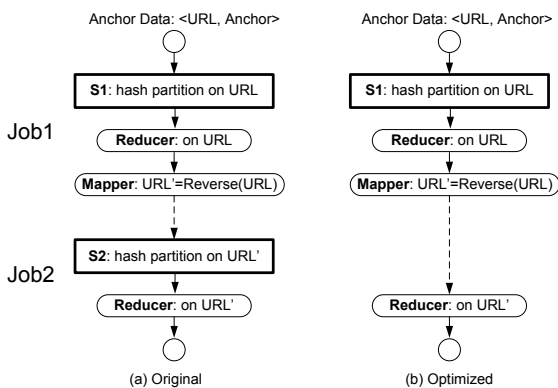 Anchor Data: <URL, Anchor>
Anchor Data: <URL, Anchor>
S1: hash partition on URL
S1: hash partition on URL
Job1
Reducer: on URL
Reducer: on URL
Mapper: URL'=Reverse(URL)
Mapper: URL'=Reverse(URL)
S2: hash partition on URL'
Job2
Reducer: on URL'
Reducer: on URL'
(a) Original
(b) Optimized